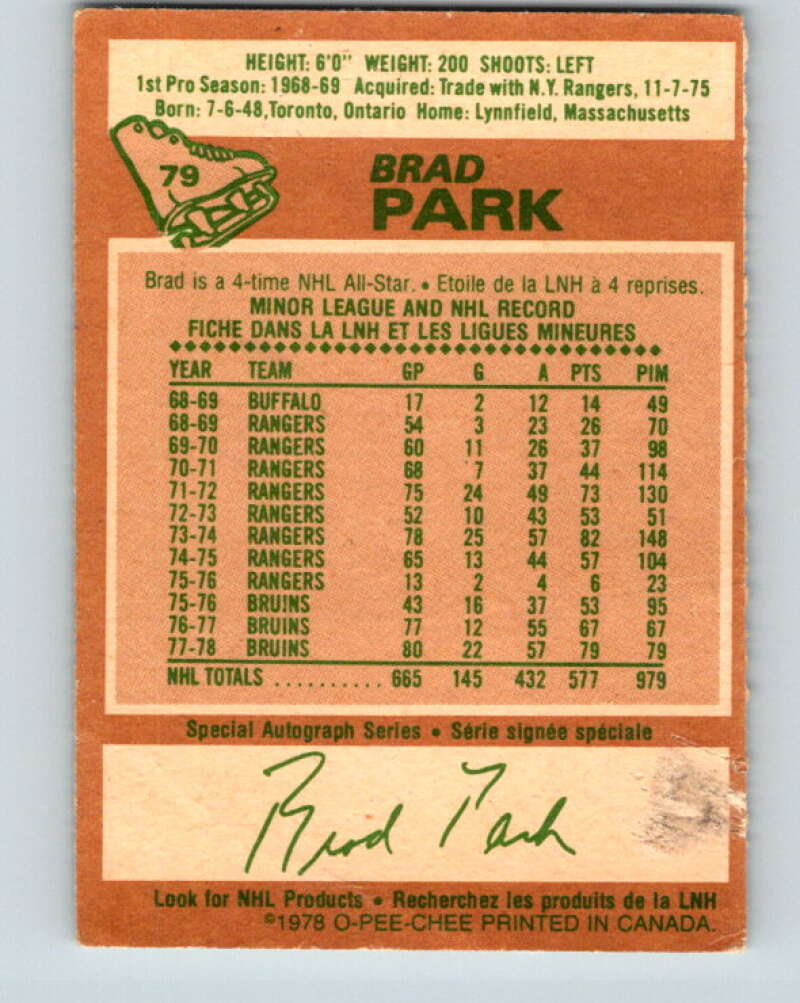 HEIGHT: 6'0" WEIGHT: 200 SHOOTS: LEFT
1st Pro Season: 1968-69 Acquired: Trade with N.Y. Rangers, 11-7-75
Born: 7-6-48, Toronto, Ontario Home: Lynnfield, Massachusetts
79
BRAD
PARK
Brad is a 4-time NHL All-Star. • Etoile de la LNH à 4 reprises.
MINOR LEAGUE AND NHL RECORD
FICHE DANS LA LNH ET LES LIGUES MINEURES
YEAR TEAM GP G A PTS PIM
68-69 BUFFALO 17 2 12 14 49
68-69 RANGERS 54 3 23 26 70
69-70 RANGERS 60 11 26 37 98
70-71 RANGERS 68 7 37 44 114
71-72 RANGERS 75 24 49 73 130
72-73 RANGERS 52 10 43 53 51
73-74 RANGERS 78 25 57 82 148
74-75 RANGERS 65 13 44 57 104
75-76 RANGERS 13 2 4 6 23
75-76 BRUINS 43 16 37 53 95
76-77 BRUINS 77 12 55 67 67
77-78 BRUINS 80 22 57 79 79
NHL TOTALS .......... 665 145 432 577 979
Special Autograph Series • Série signée spéciale
Brad Park
Look for NHL Products • Recherchez les produits de la LNH
©1978 O-PEE-CHEE PRINTED IN CANADA.